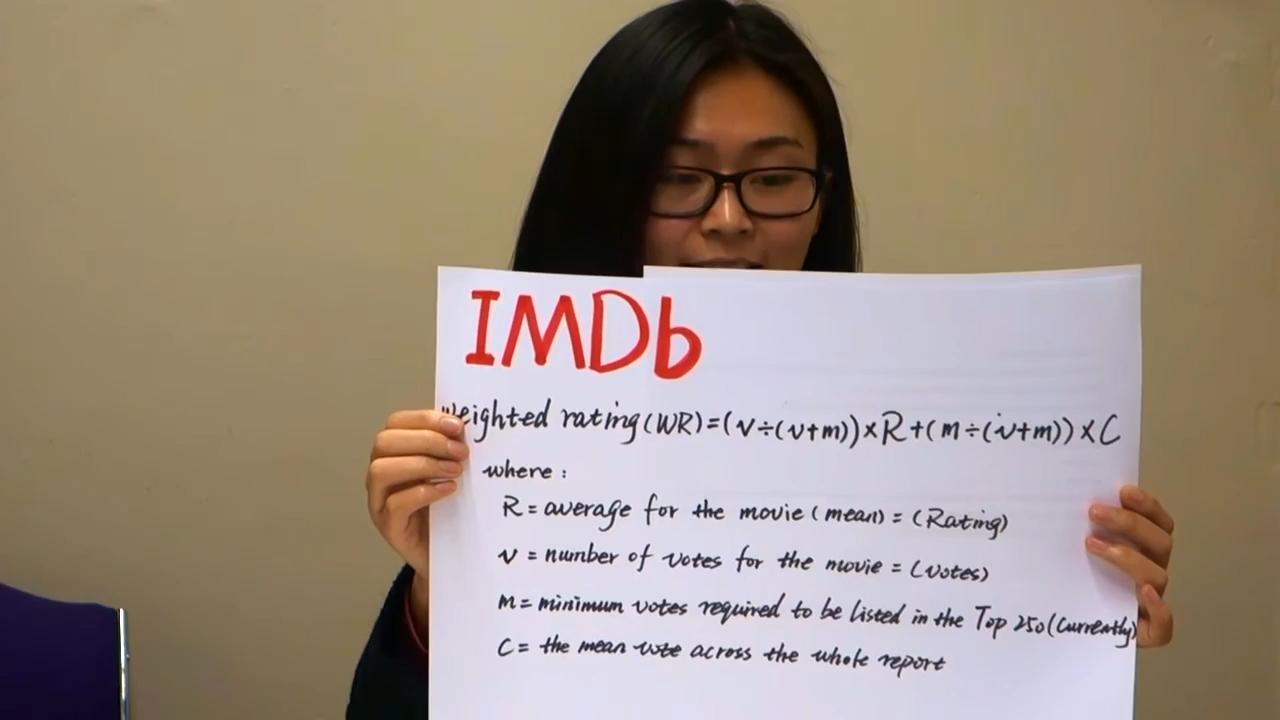 IMDb
weighted rating (WR) = (v÷(v+m)) × R + (m÷(v+m)) × C
where :
R = average for the movie (mean) = (Rating)
v = number of votes for the movie = (votes)
m = minimum votes required to be listed in the Top 250 (currently)
C = the mean vote across the whole report